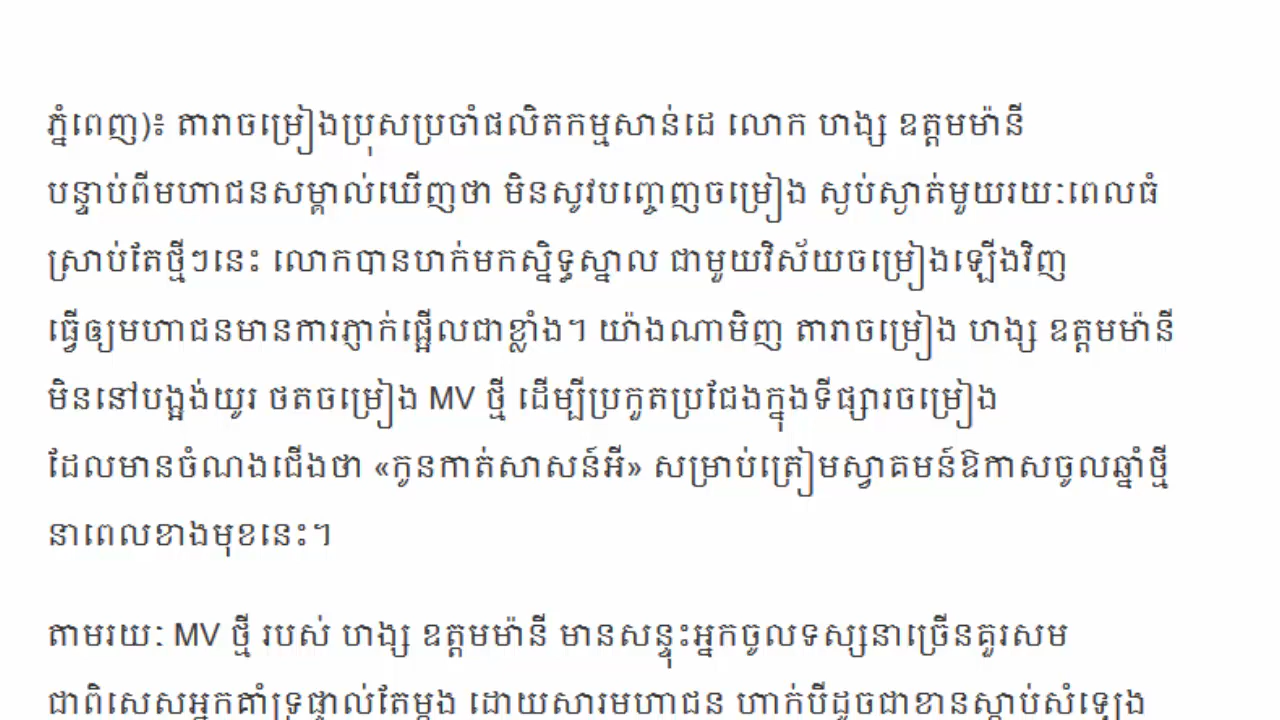 ភ្នំពេញ)៖ តារាចម្រៀងប្រុសប្រចាំផលិតកម្មសាន់ដេ លោក ហង្ស ឧត្តមម៉ានី
បន្ទាប់ពីមហាជនសម្គាល់ឃើញថា មិនសូវបញ្ចេញចម្រៀង ស្ងប់ស្ងាត់មួយរយៈពេលធំ
ស្រាប់តែថ្មីៗនេះ លោកបានហក់មកស្និទ្ធស្នាល ជាមួយវិស័យចម្រៀងឡើងវិញ
ធ្វើឲ្យមហាជនមានការភ្ញាក់ផ្អើលជាខ្លាំង។ យ៉ាងណាមិញ តារាចម្រៀង ហង្ស ឧត្តមម៉ានី
មិននៅបង្អង់យូរ ថតចម្រៀង MV ថ្មី ដើម្បីប្រកួតប្រជែងក្នុងទីផ្សារចម្រៀង
ដែលមានចំណងជើងថា «កូនកាត់សាសន៍អី» សម្រាប់ត្រៀមស្វាគមន៍ឱកាសចូលឆ្នាំថ្មី
នាពេលខាងមុខនេះ។
តាមរយៈ MV ថ្មី របស់ ហង្ស ឧត្តមម៉ានី មានសន្ទុះអ្នកចូលទស្សនាច្រើនគួរសម
ជាពិសេសអ្នកគាំទ្រផ្ទាល់តែម្តង ដោយសារមហាជន ហាក់បីដូចជាខានស្តាប់សំឡេង